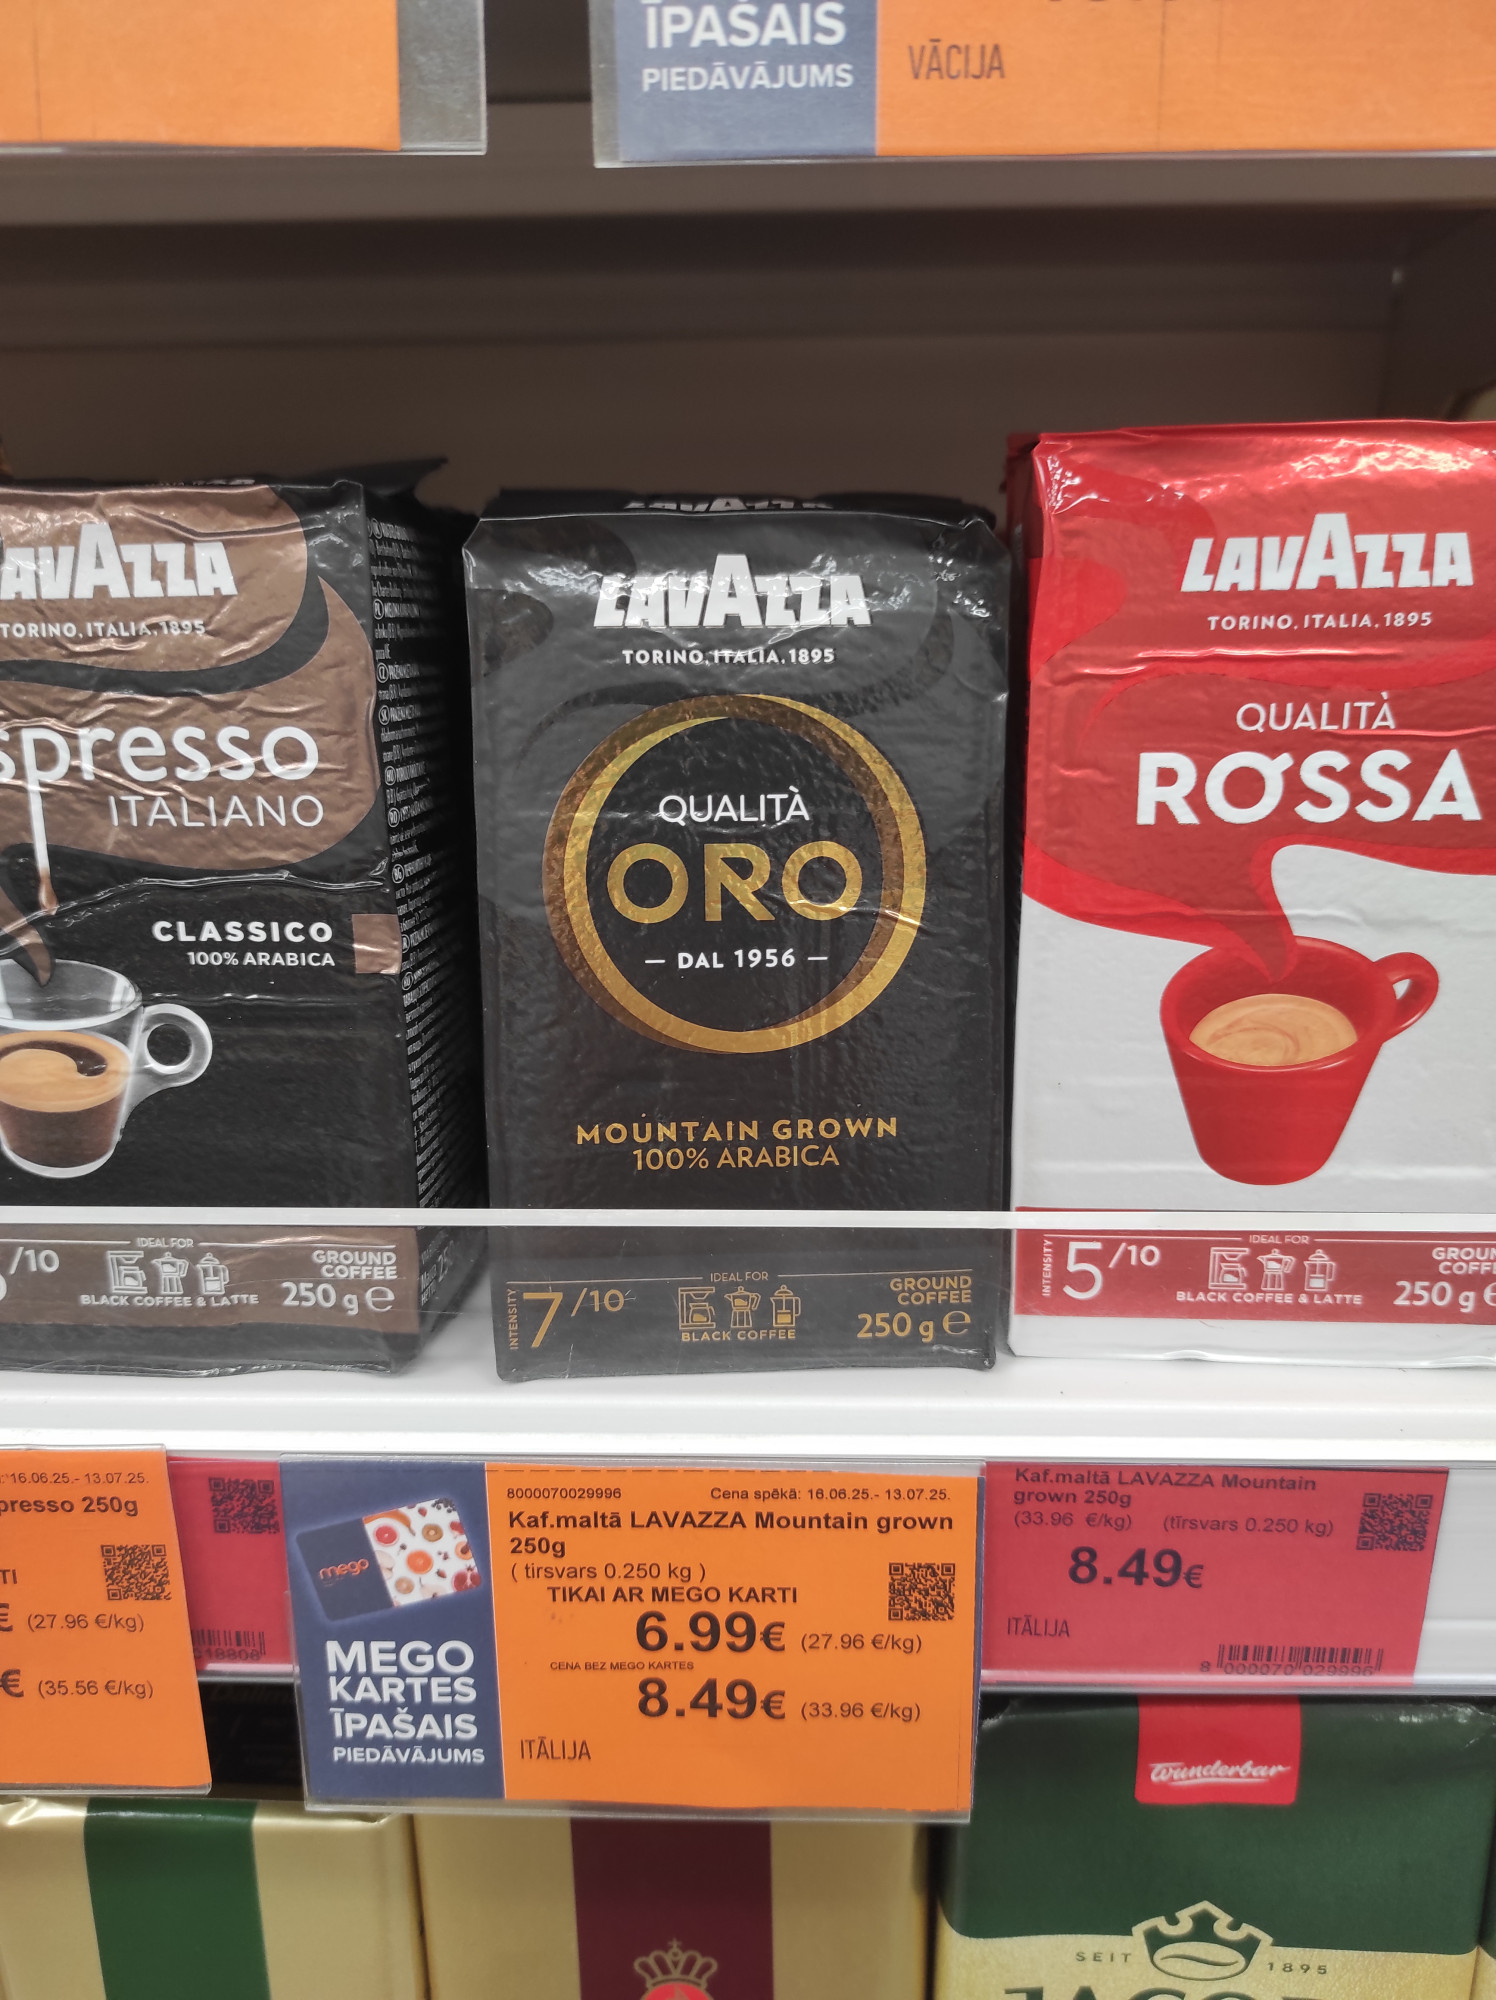 ĪPAŠAIS
PIEDĀVĀJUMS
VĀCIJA
LAVAZZA
TORINO, ITALIA, 1895
ITALIANO
CLASSICO
100% ARABICA
/10
IDEAL FOR
BLACK COFFEE & LATTE
GROUND
COFFEE
250 g e
LAVAZZA
TORINO, ITALIA, 1895
QUALITÀ
ORO
— DAL 1956 —
MOUNTAIN GROWN
100% ARABICA
INTENSITY
7/10
IDEAL FOR
BLACK COFFEE
GROUND
COFFEE
250 g e
LAVAZZA
TORINO, ITALIA, 1895
QUALITÀ
ROSSA
INTENSITY
5/10
IDEAL FOR
BLACK COFFEE & LATTE
250 g
16.06.25.- 13.07.25.
presso 250g
€ (27.96 €/kg)
€ (35.56 €/kg)
mego
MEGO
KARTES
ĪPAŠAIS
PIEDĀVĀJUMS
8000070029996 Cena spēkā: 16.06.25.- 13.07.25.
Kaf.maltā LAVAZZA Mountain grown
250g
( tīrsvars 0.250 kg )
TIKAI AR MEGO KARTI
6.99€ (27.96 €/kg)
CENA BEZ MEGO KARTES
8.49€ (33.96 €/kg)
ITĀLIJA
Kaf.maltā LAVAZZA Mountain
grown 250g
(33.96 €/kg) (tīrsvars 0.250 kg)
8.49€
ITĀLIJA
8 000070 029996
Wunderbar
SEIT 1895